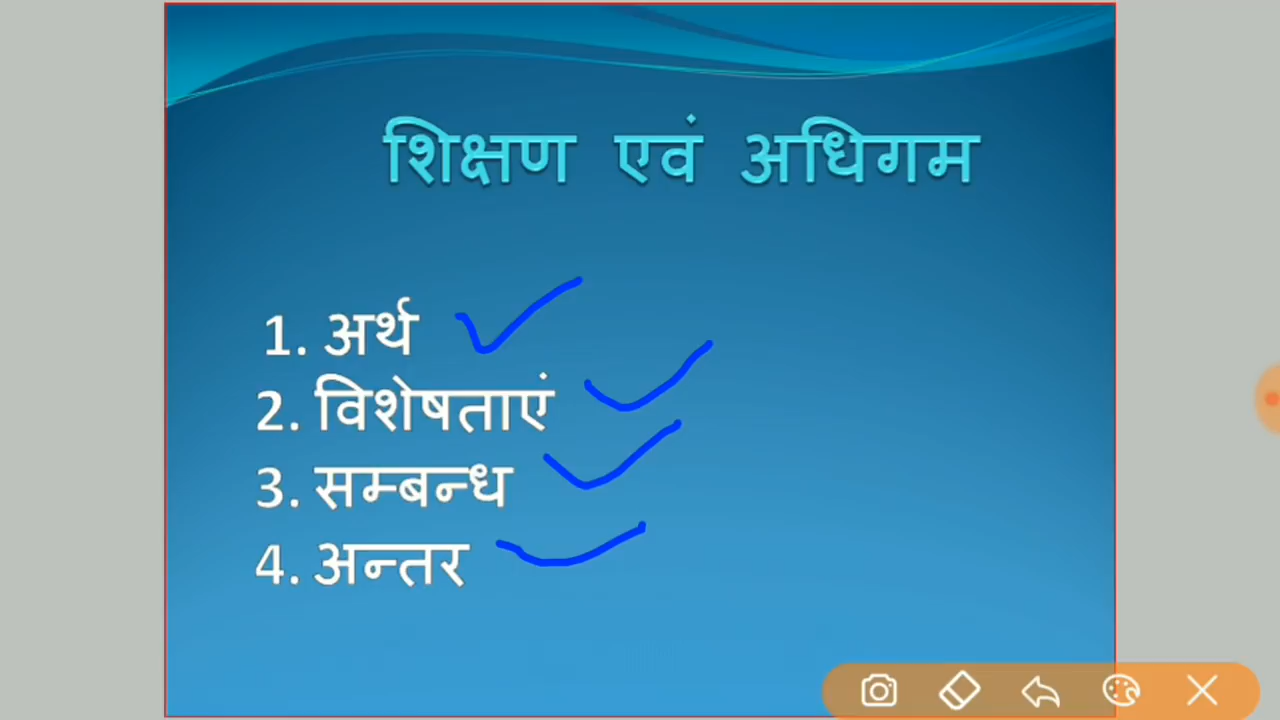 शिक्षण एवं अधिगम
1. अर्थ
2. विशेषताएं
3. सम्बन्ध
4. अन्तर